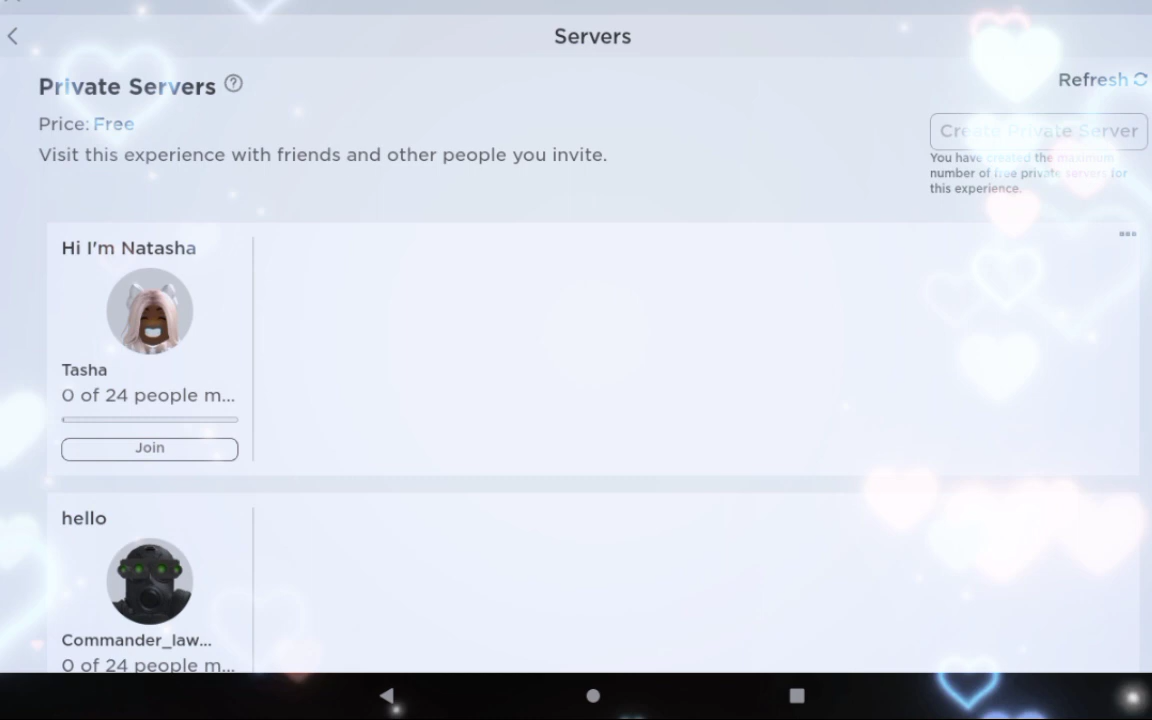 Servers
Private Servers ?
Refresh
Price: Free
Create Private Server
Visit this experience with friends and other people you invite.
You have created the maximum
number of free private servers for
this experience.
Hi I'm Natasha
Tasha
0 of 24 people m...
Join
hello
Commander_law...
0 of 24 people m...